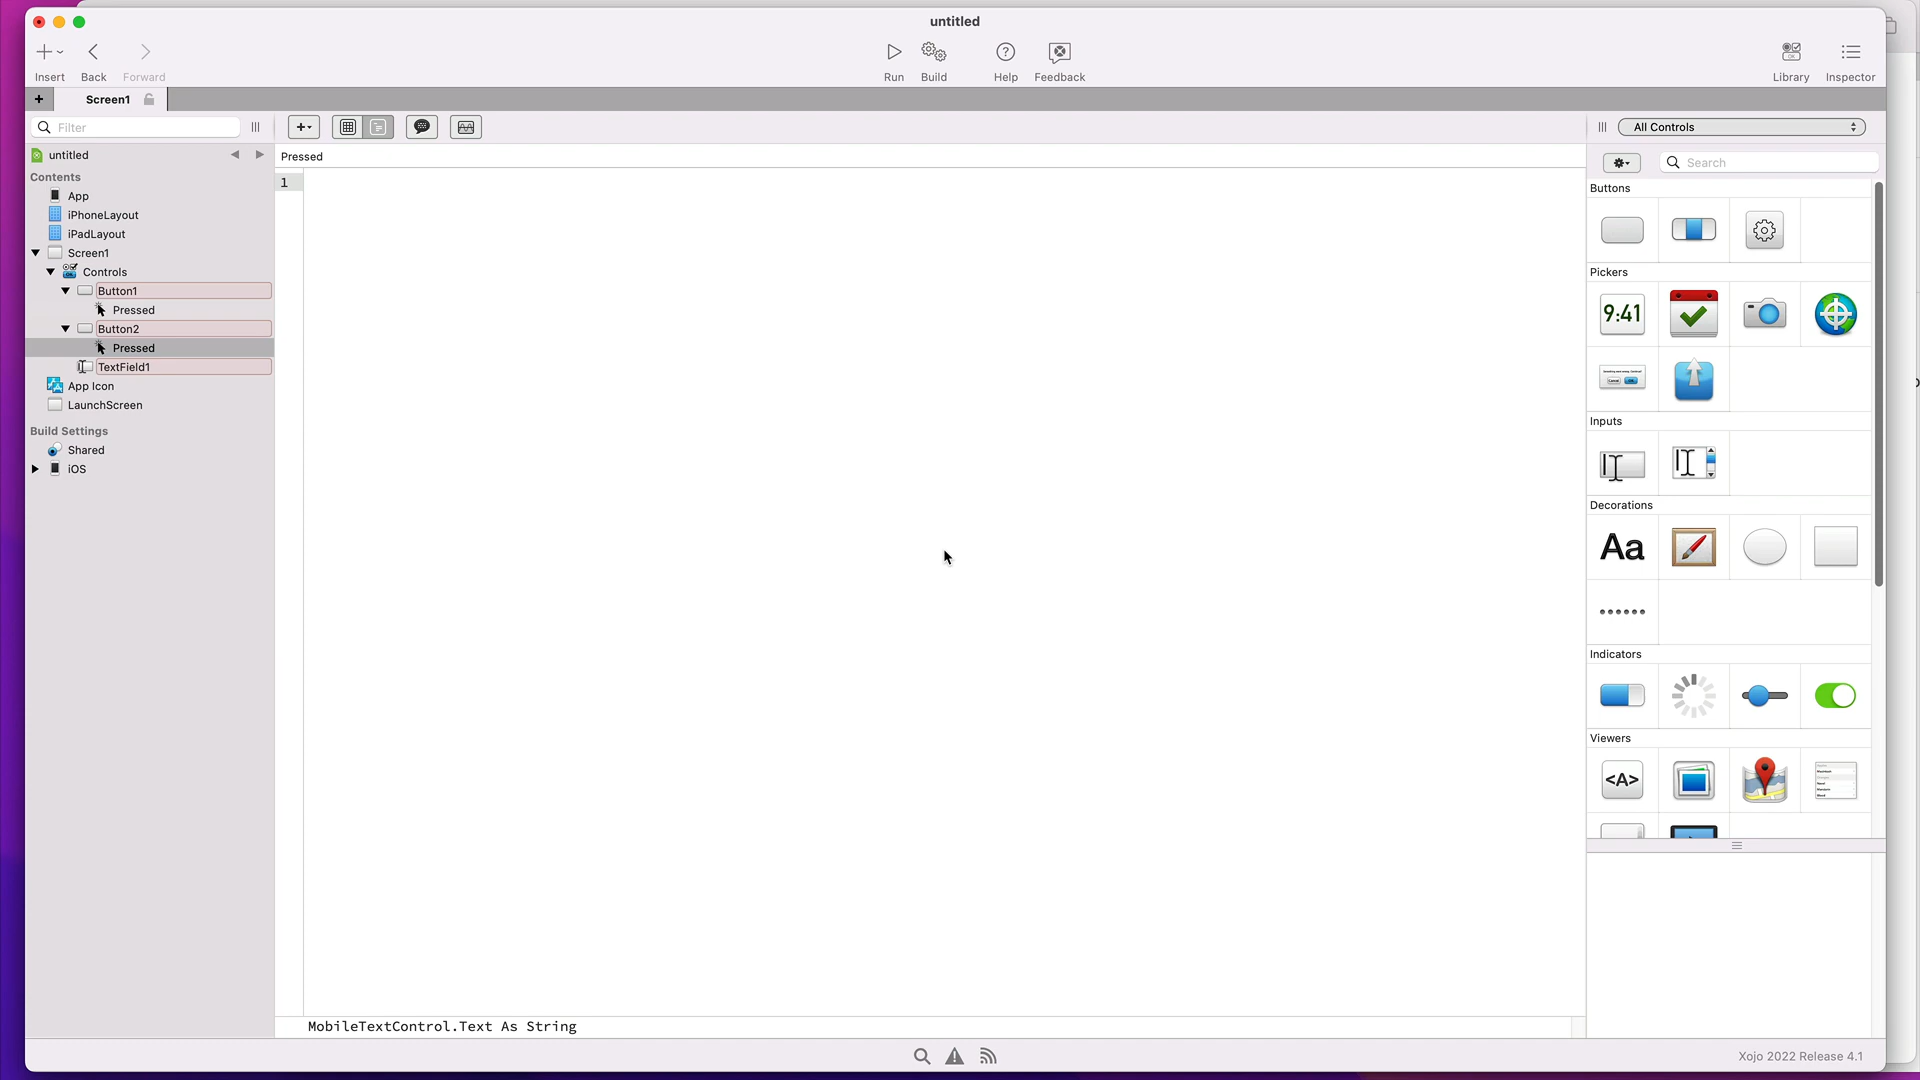 untitled
Insert
Back
Forward
Run
Build
Help
Feedback
Library
Inspector
+
Screen1
Filter
All Controls
untitled
Pressed
Search
Contents
1
Buttons
App
iPhoneLayout
iPadLayout
Screen1
Controls
Pickers
Button1
Pressed
9:41
Button2
Pressed
TextField1
App Icon
LaunchScreen
Inputs
Build Settings
Shared
iOS
Decorations
Aa
Indicators
Viewers
<A>
MobileTextControl.Text As String
Xojo 2022 Release 4.1